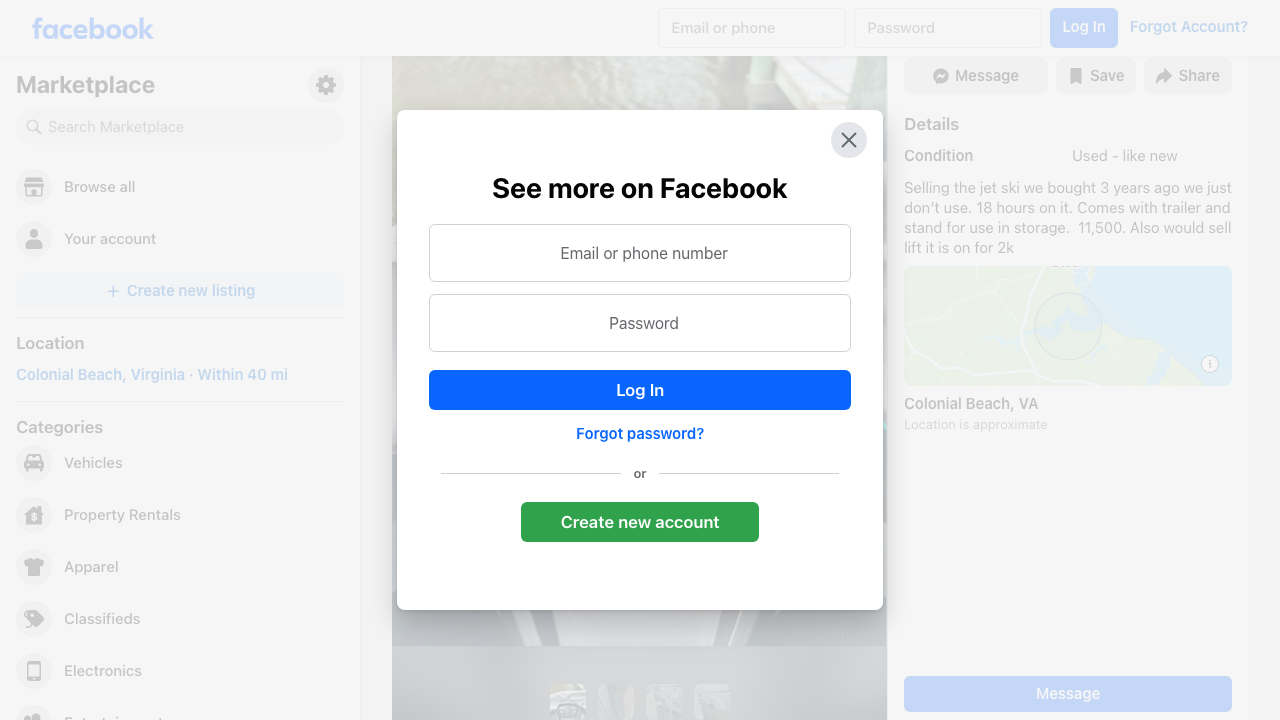 facebook
Email or phone
Password
Log In
Forgot Account?
Marketplace
Search Marketplace
Browse all
Your account
Create new listing
Location
Colonial Beach, Virginia · Within 40 mi
Categories
Vehicles
Property Rentals
Apparel
Classifieds
Electronics
See more on Facebook
Email or phone number
Password
Log In
Forgot password?
or
Create new account
Message
Save
Share
Details
Condition
Used - like new
Selling the jet ski we bought 3 years ago we just
don't use. 18 hours on it. Comes with trailer and
stand for use in storage.  11,500. Also would sell
lift it is on for 2k
Colonial Beach, VA
Location is approximate
Message